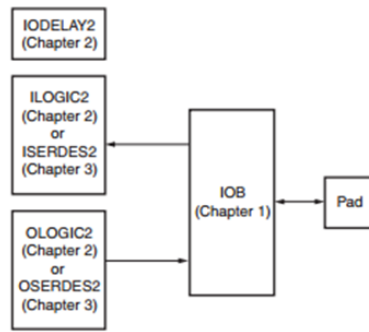 IODELAY2
(Chapter 2)
ILOGIC2
(Chapter 2)
or
ISERDES2
(Chapter 3)
OLOGIC2
(Chapter 2)
or
OSERDES2
(Chapter 3)
IOB
(Chapter 1)
Pad